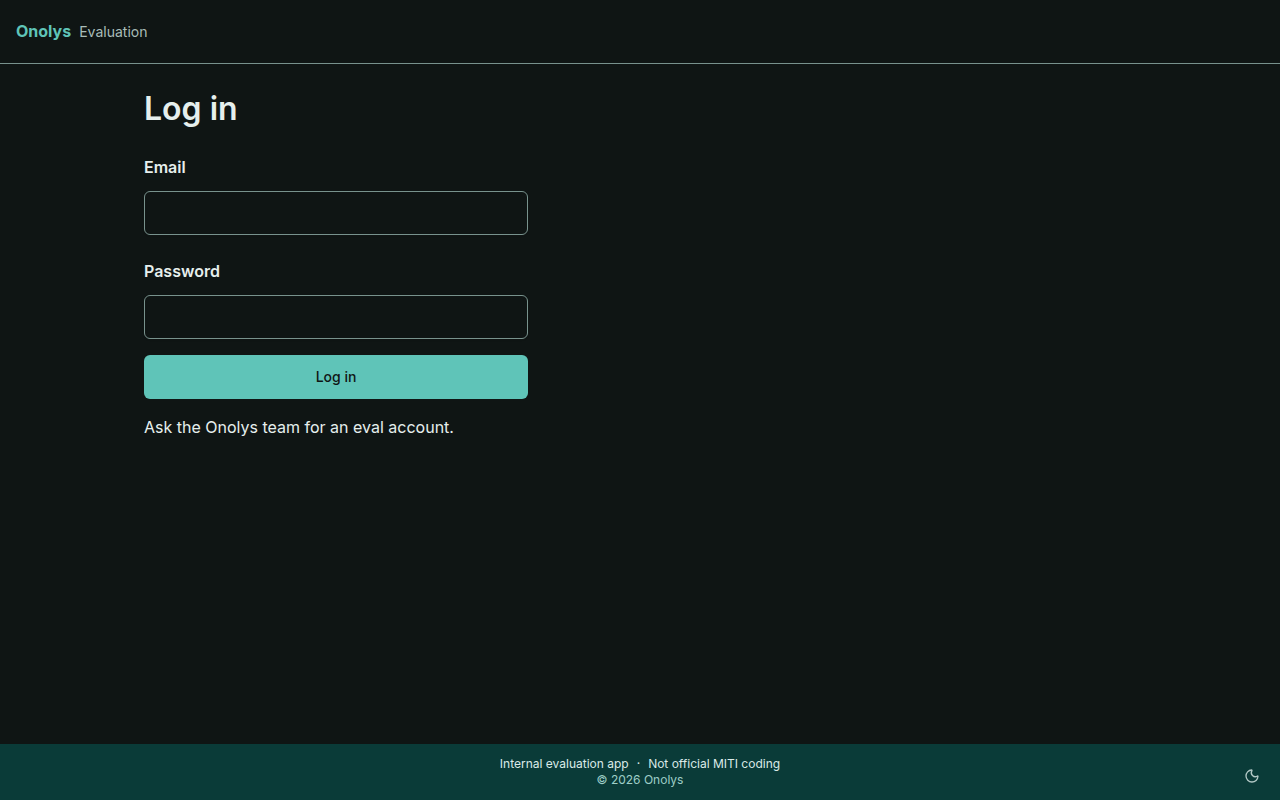 Onolys Evaluation
Log in
Email
Password
Log in
Ask the Onolys team for an eval account.
Internal evaluation app · Not official MITI coding
© 2026 Onolys